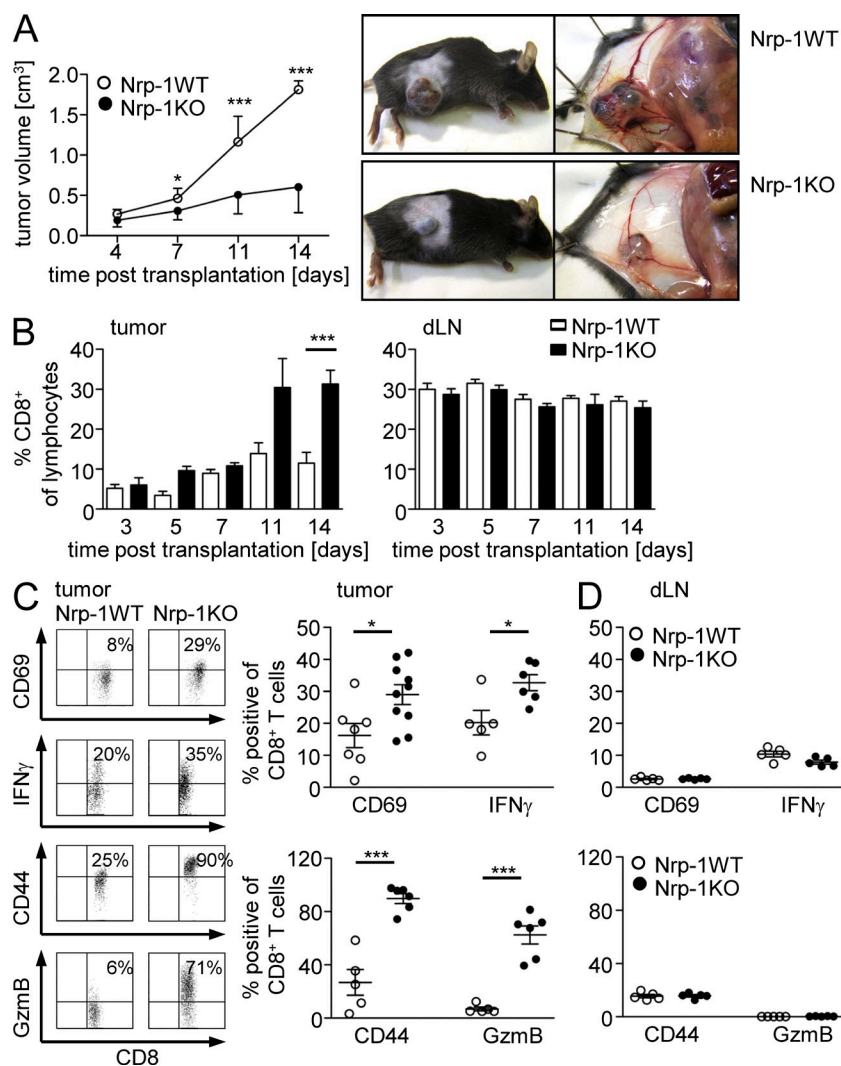 A
Nrp-1WT
Nrp-1KO
tumor volume [cm³]
2.0
1.5
1.0
0.5
0.0
*
***
***
4 7 11 14
time post transplantation [days]
Nrp-1WT
Nrp-1KO
B
tumor
% CD8⁺
of lymphocytes
40
30
20
10
0
***
3 5 7 11 14
time post transplantation [days]
dLN
Nrp-1WT
Nrp-1KO
40
30
20
10
0
3 5 7 11 14
time post transplantation [days]
C
tumor
Nrp-1WT Nrp-1KO
CD69
8% 29%
IFNγ
20% 35%
CD44
25% 90%
GzmB
6% 71%
CD8
tumor
% positive of
CD8⁺ T cells
50
40
30
20
10
0
* *
CD69 IFNγ
% positive of
CD8⁺ T cells
120
80
40
0
*** ***
CD44 GzmB
D
dLN
Nrp-1WT
Nrp-1KO
50
40
30
20
10
0
CD69 IFNγ
Nrp-1WT
Nrp-1KO
120
80
40
0
CD44 GzmB